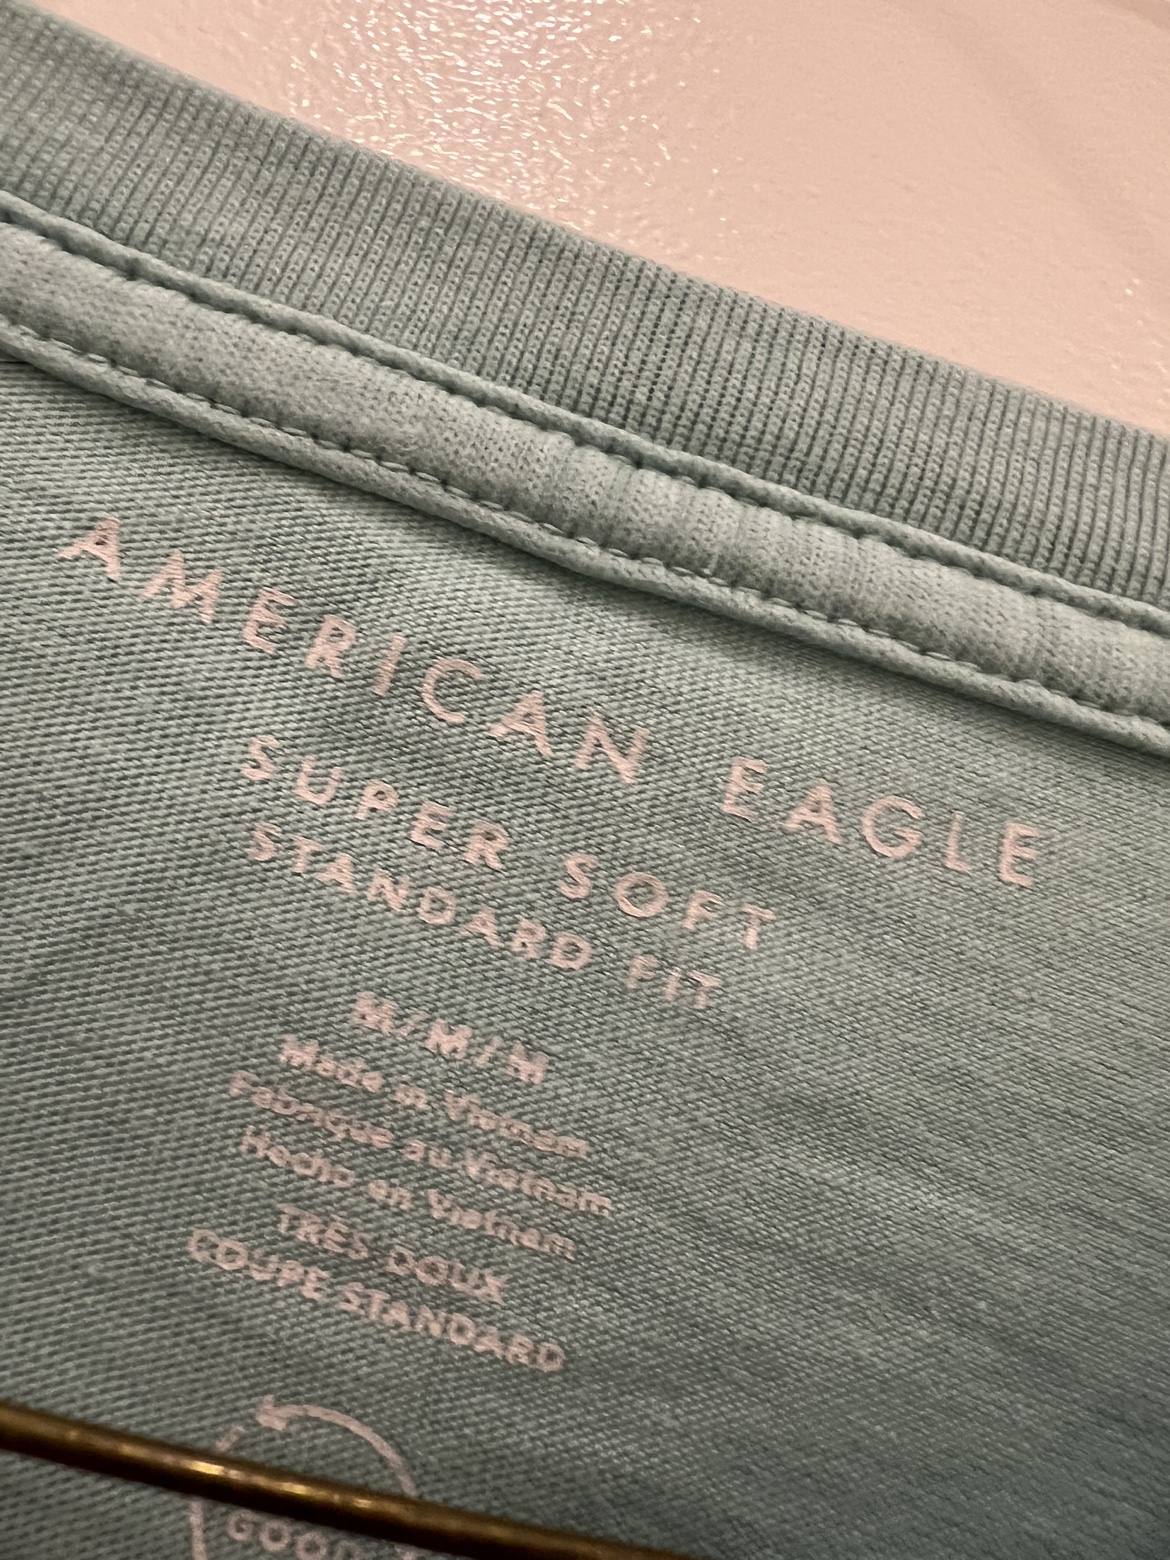 AMERICAN EAGLE
SUPER SOFT
STANDARD FIT
M/M/M
Made in Vietnam
Fabriqué au Vietnam
Hecho en Vietnam
TRÈS DOUX
COUPE STANDARD
GOOD